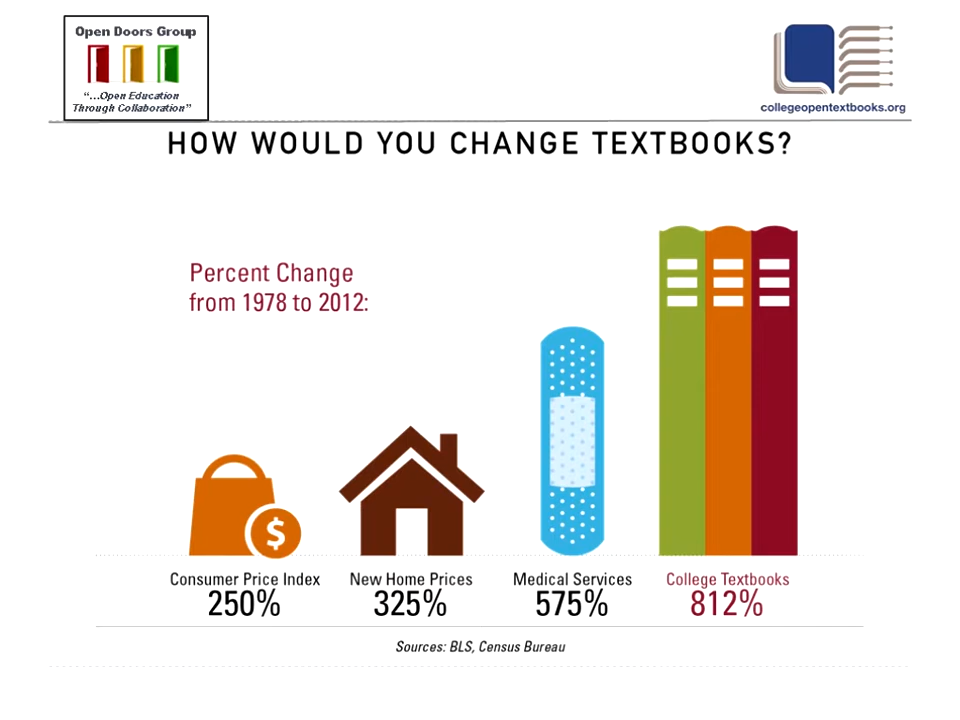 Open Doors Group
“...Open Education
Through Collaboration”
collegeopentextbooks.org
HOW WOULD YOU CHANGE TEXTBOOKS?
Percent Change
from 1978 to 2012:
$
Consumer Price Index
250%
New Home Prices
325%
Medical Services
575%
College Textbooks
812%
Sources: BLS, Census Bureau